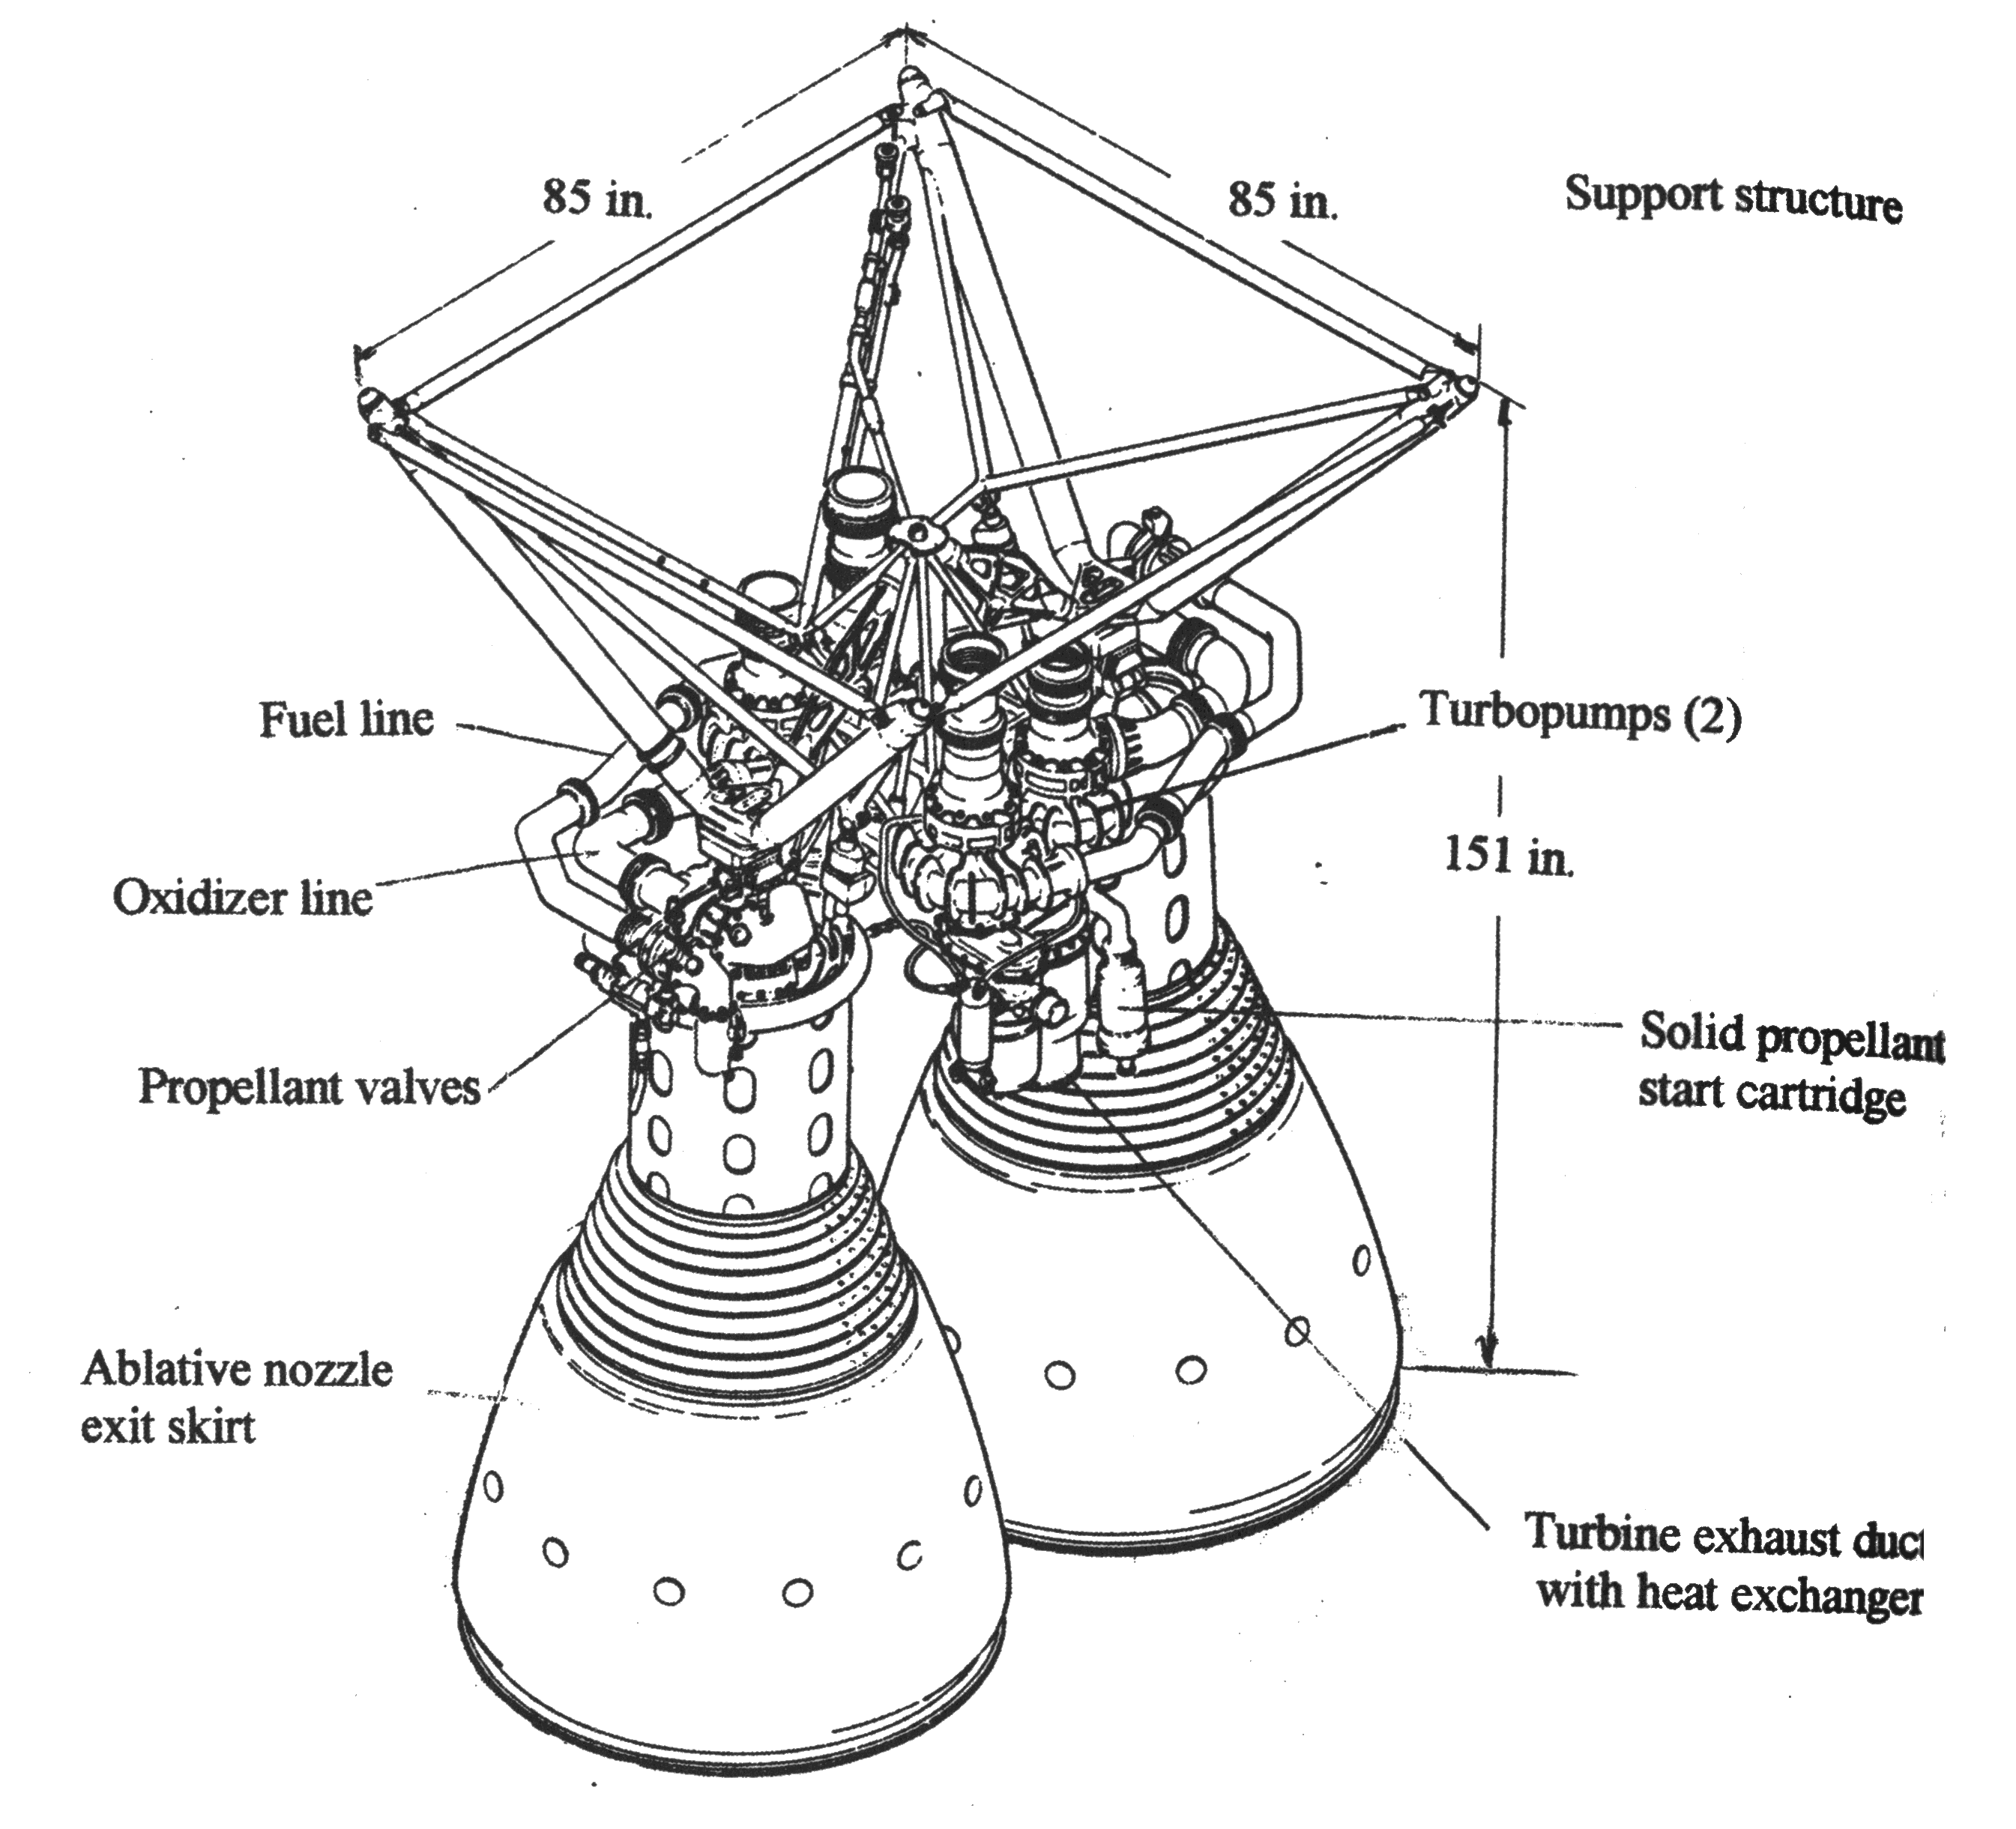 85 in.
85 in.
Support structure
Fuel line
Turbopumps (2)
151 in.
Oxidizer line
Solid propellant
start cartridge
Propellant valves
Ablative nozzle
exit skirt
Turbine exhaust duct
with heat exchanger